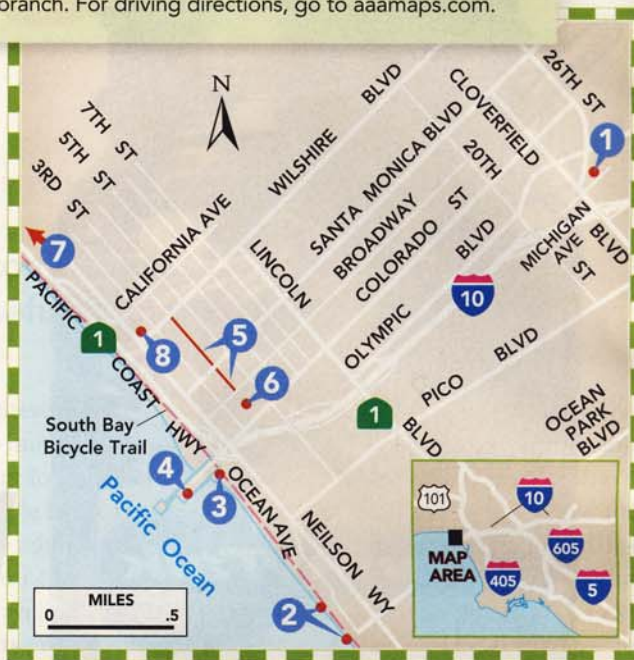 branch. For driving directions, go to aaamaps.com.
N
26TH ST
1
7TH ST
5TH ST
3RD ST
WILSHIRE BLVD
CLOVERFIELD
BLVD
SANTA MONICA BLVD
20TH
ST
BROADWAY
COLORADO ST
CALIFORNIA AVE
LINCOLN
BLVD
MICHIGAN AVE
7
10
OLYMPIC BLVD
5
8
6
1
PACIFIC COAST HWY
1
PICO BLVD
OCEAN PARK BLVD
South Bay
Bicycle Trail
4
3
OCEAN AVE
NEILSON WY
Pacific Ocean
2
MILES
0 .5
101
10
MAP
AREA
605
405
5